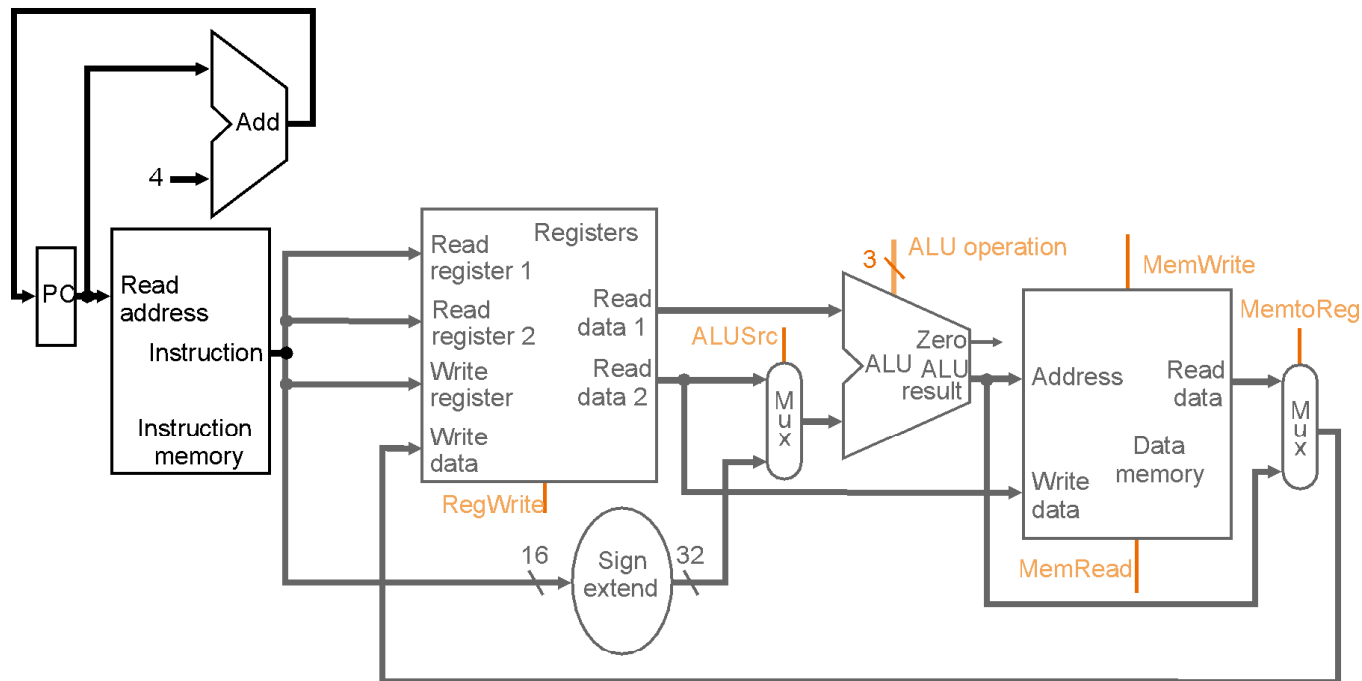 Add
4
PC
Read
address
Instruction
Instruction
memory
Registers
Read
register 1
Read
register 2
Write
register
Write
data
Read
data 1
Read
data 2
RegWrite
16
Sign
extend
32
ALUSrc
M
u
x
3
ALU operation
Zero
ALU
ALU
result
MemWrite
Address
Read
data
Data
memory
Write
data
MemRead
MemtoReg
M
u
x